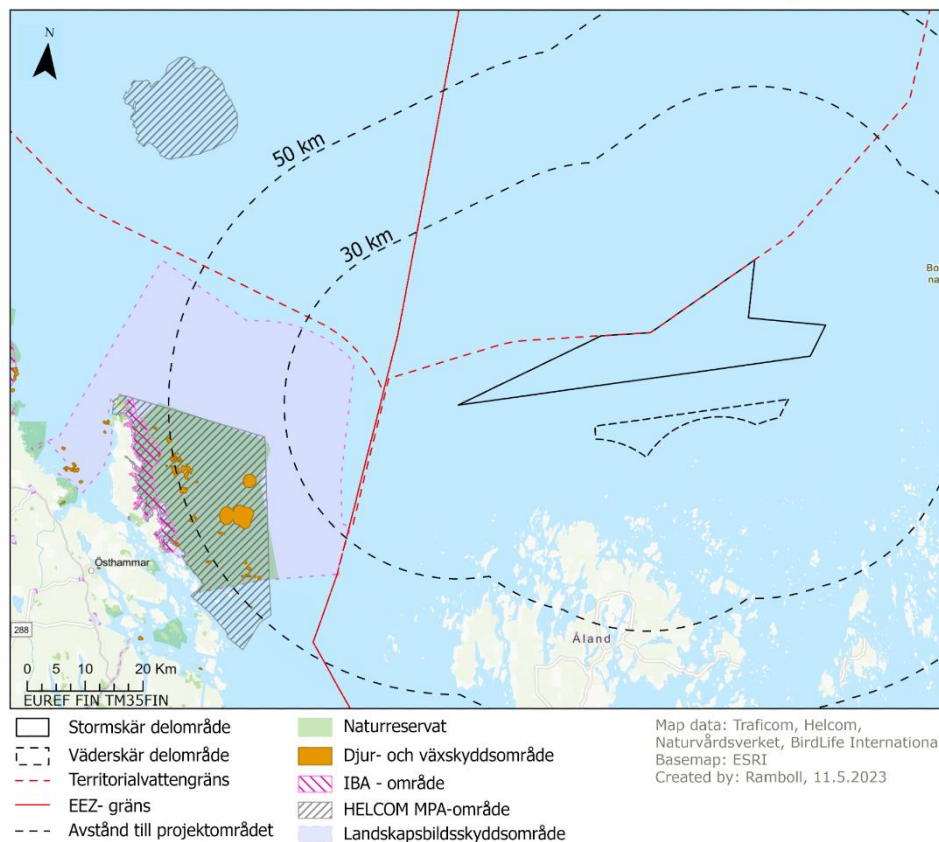 N
50 km
30 km
Bo
na
Östhammar
288
Åland
0 5 10 20 Km
EUREF FIN TM35FIN
Stormskär delområde
Väderskär delområde
Territorialvattengräns
EEZ- gräns
Avstånd till projektområdet
Naturreservat
Djur- och växskyddsområde
IBA - område
HELCOM MPA-område
Landskapsbildsskyddsområde
Map data: Traficom, Helcom,
Naturvårdsverket, BirdLife Internationa
Basemap: ESRI
Created by: Ramboll, 11.5.2023